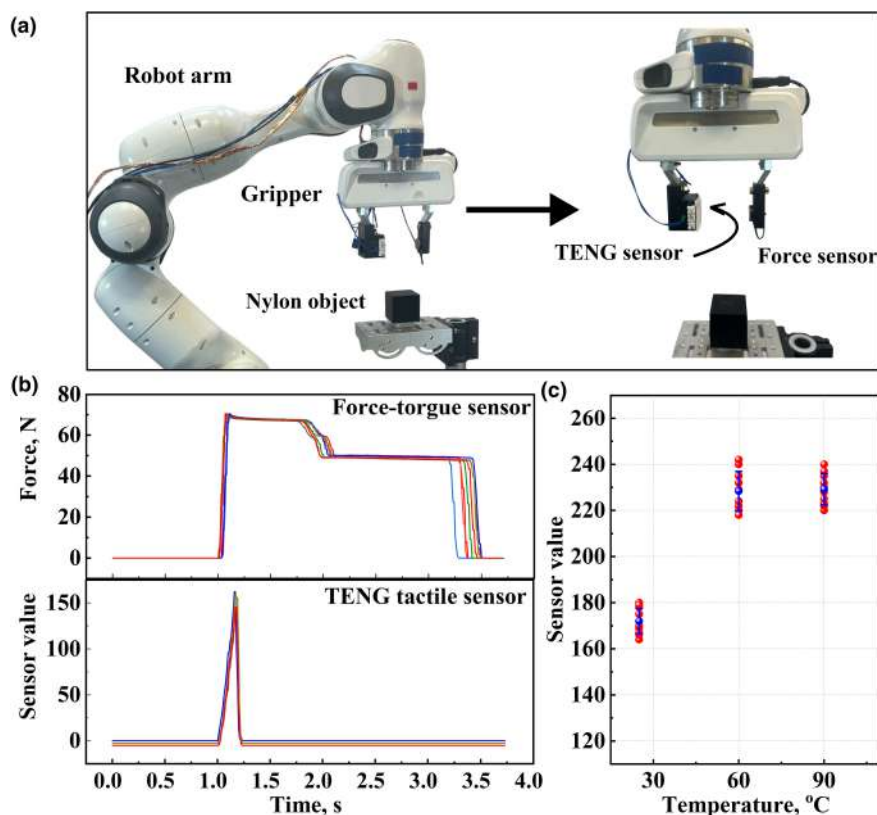 (a)
Robot arm
Gripper
TENG sensor
Force sensor
Nylon object
(b)
Force-torgue sensor
Force, N
80
60
40
20
0
TENG tactile sensor
Sensor value
150
100
50
0
0.0 0.5 1.0 1.5 2.0 2.5 3.0 3.5 4.0
Time, s
(c)
Sensor value
260
240
220
200
180
160
140
120
30 60 90
Temperature, °C